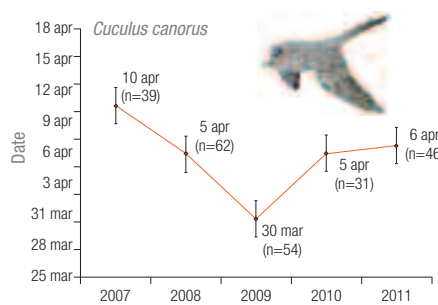 Cuculus canorus
Date
18 apr
15 apr
12 apr
9 apr
6 apr
3 apr
31 mar
28 mar
25 mar
10 apr
(n=39)
5 apr
(n=62)
30 mar
(n=54)
5 apr
(n=31)
6 apr
(n=46
2007 2008 2009 2010 2011